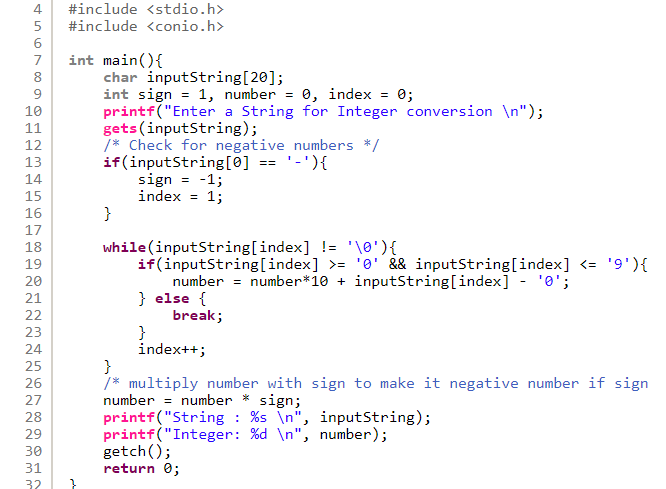 4 #include <stdio.h>
5 #include <conio.h>
6
7 int main(){
8     char inputString[20];
9     int sign = 1, number = 0, index = 0;
10     printf("Enter a String for Integer conversion \n");
11     gets(inputString);
12     /* Check for negative numbers */
13     if(inputString[0] == '-'){
14         sign = -1;
15         index = 1;
16     }
17
18     while(inputString[index] != '\0'){
19         if(inputString[index] >= '0' && inputString[index] <= '9'){
20             number = number*10 + inputString[index] - '0';
21         } else {
22             break;
23         }
24         index++;
25     }
26     /* multiply number with sign to make it negative number if sign
27     number = number * sign;
28     printf("String : %s \n", inputString);
29     printf("Integer: %d \n", number);
30     getch();
31     return 0;
32 }